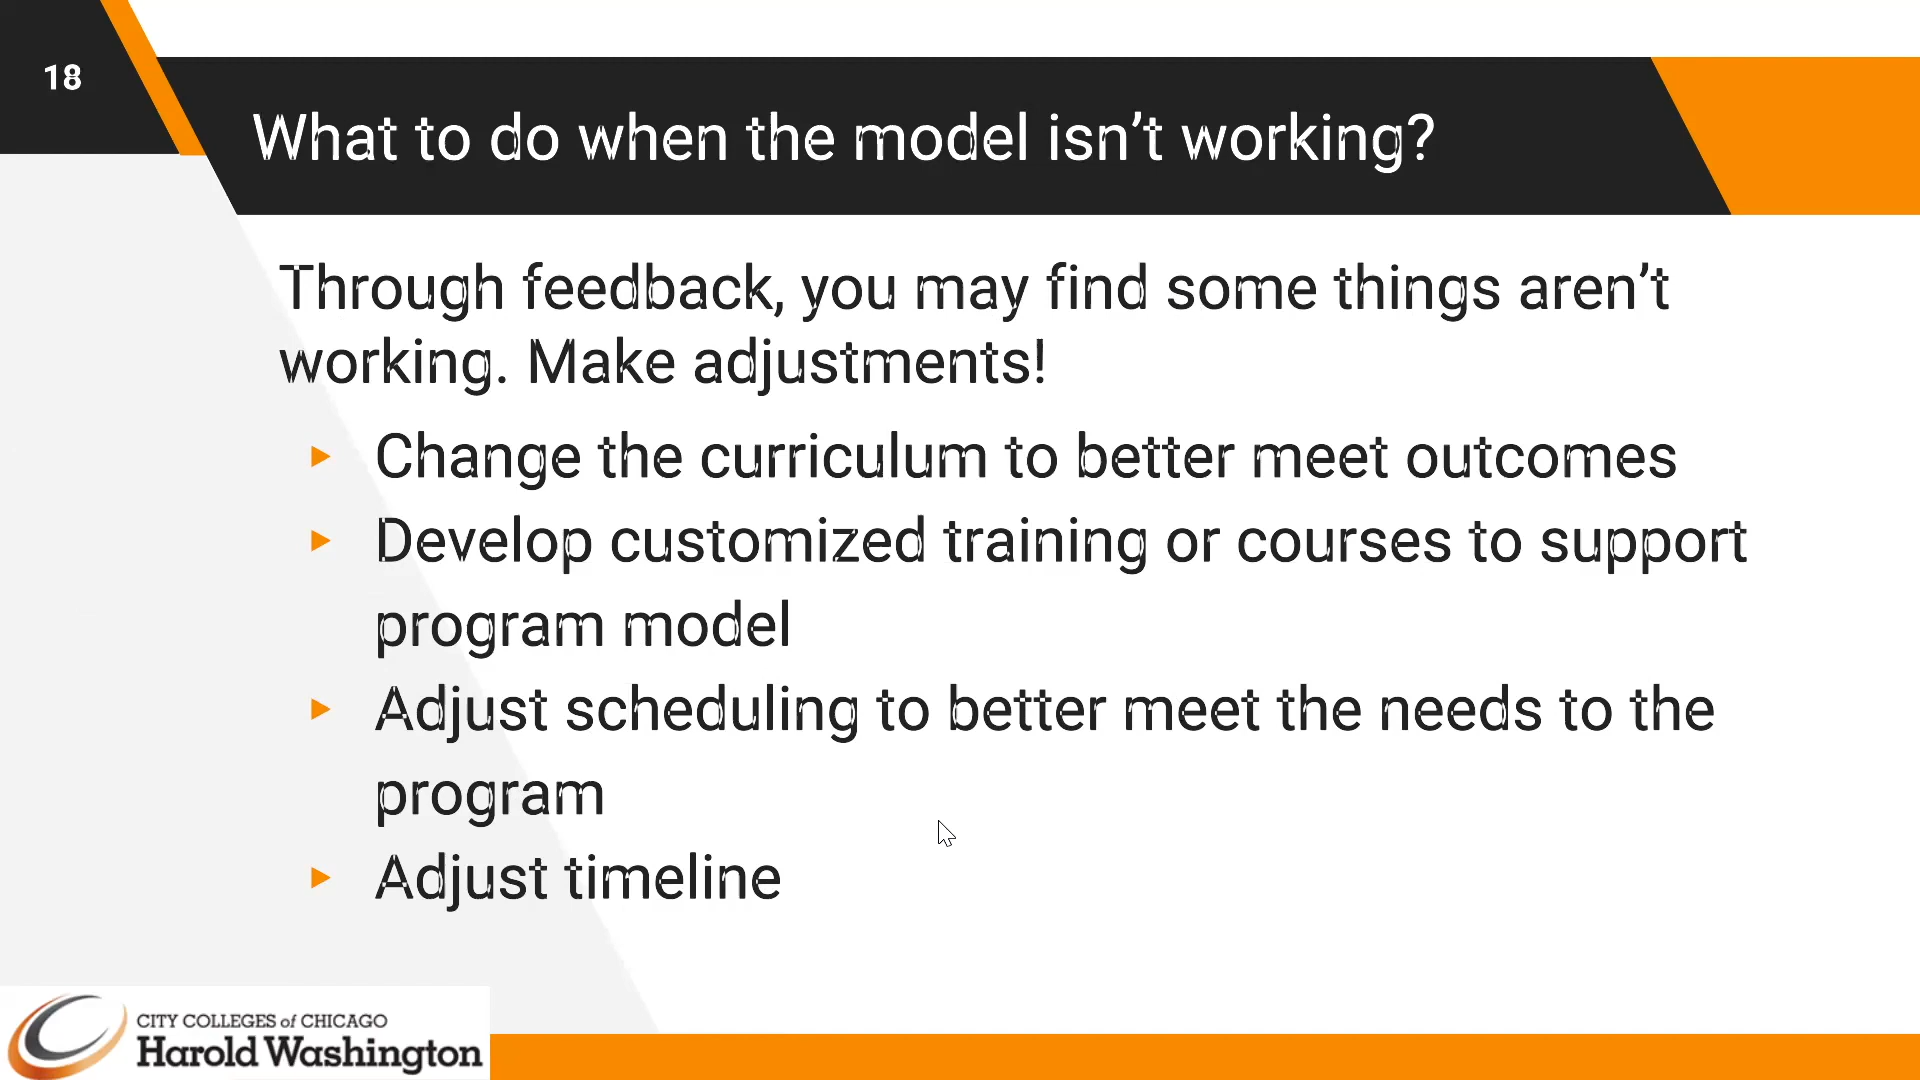 18
What to do when the model isn’t working?
Through feedback, you may find some things aren’t
working. Make adjustments!
▸ Change the curriculum to better meet outcomes
▸ Develop customized training or courses to support
program model
▸ Adjust scheduling to better meet the needs to the
program
▸ Adjust timeline
CITY COLLEGES of CHICAGO
Harold Washington